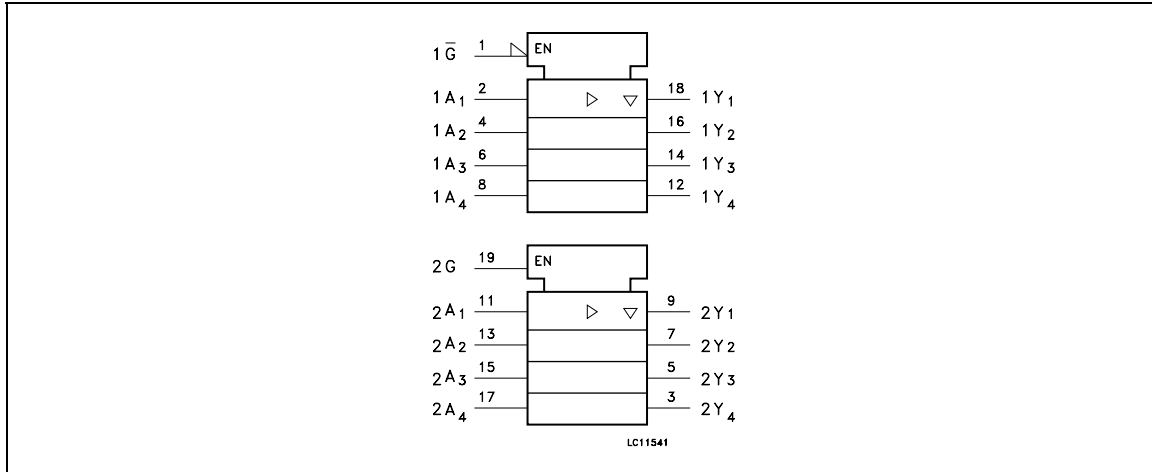 1G̅ 1 EN
1A1 2 18 1Y1
1A2 4 16 1Y2
1A3 6 14 1Y3
1A4 8 12 1Y4
2G 19 EN
2A1 11 9 2Y1
2A2 13 7 2Y2
2A3 15 5 2Y3
2A4 17 3 2Y4
LC11541